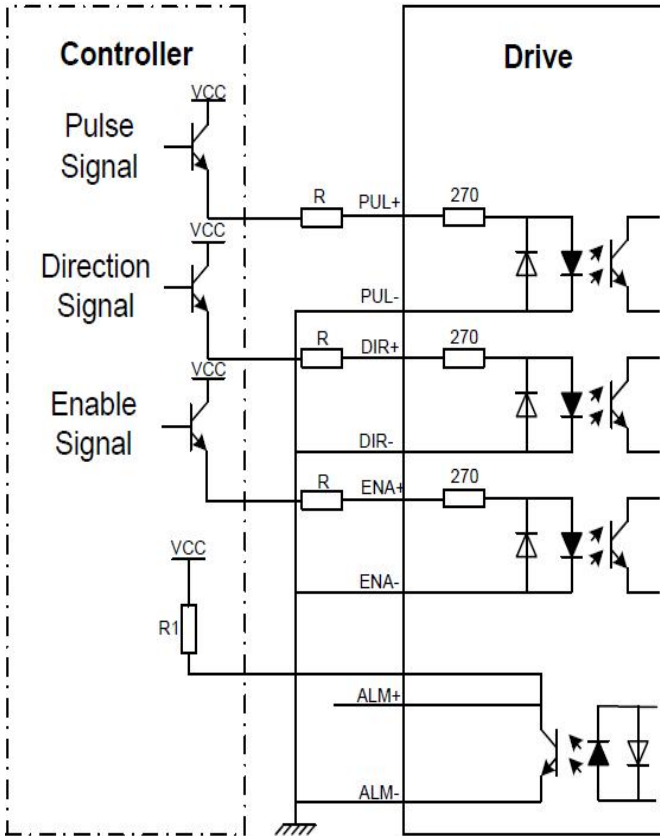 Controller
Drive
VCC
Pulse
Signal
R
PUL+
270
VCC
Direction
Signal
PUL-
R
DIR+
270
VCC
Enable
Signal
DIR-
R
ENA+
270
VCC
ENA-
R1
ALM+
ALM-